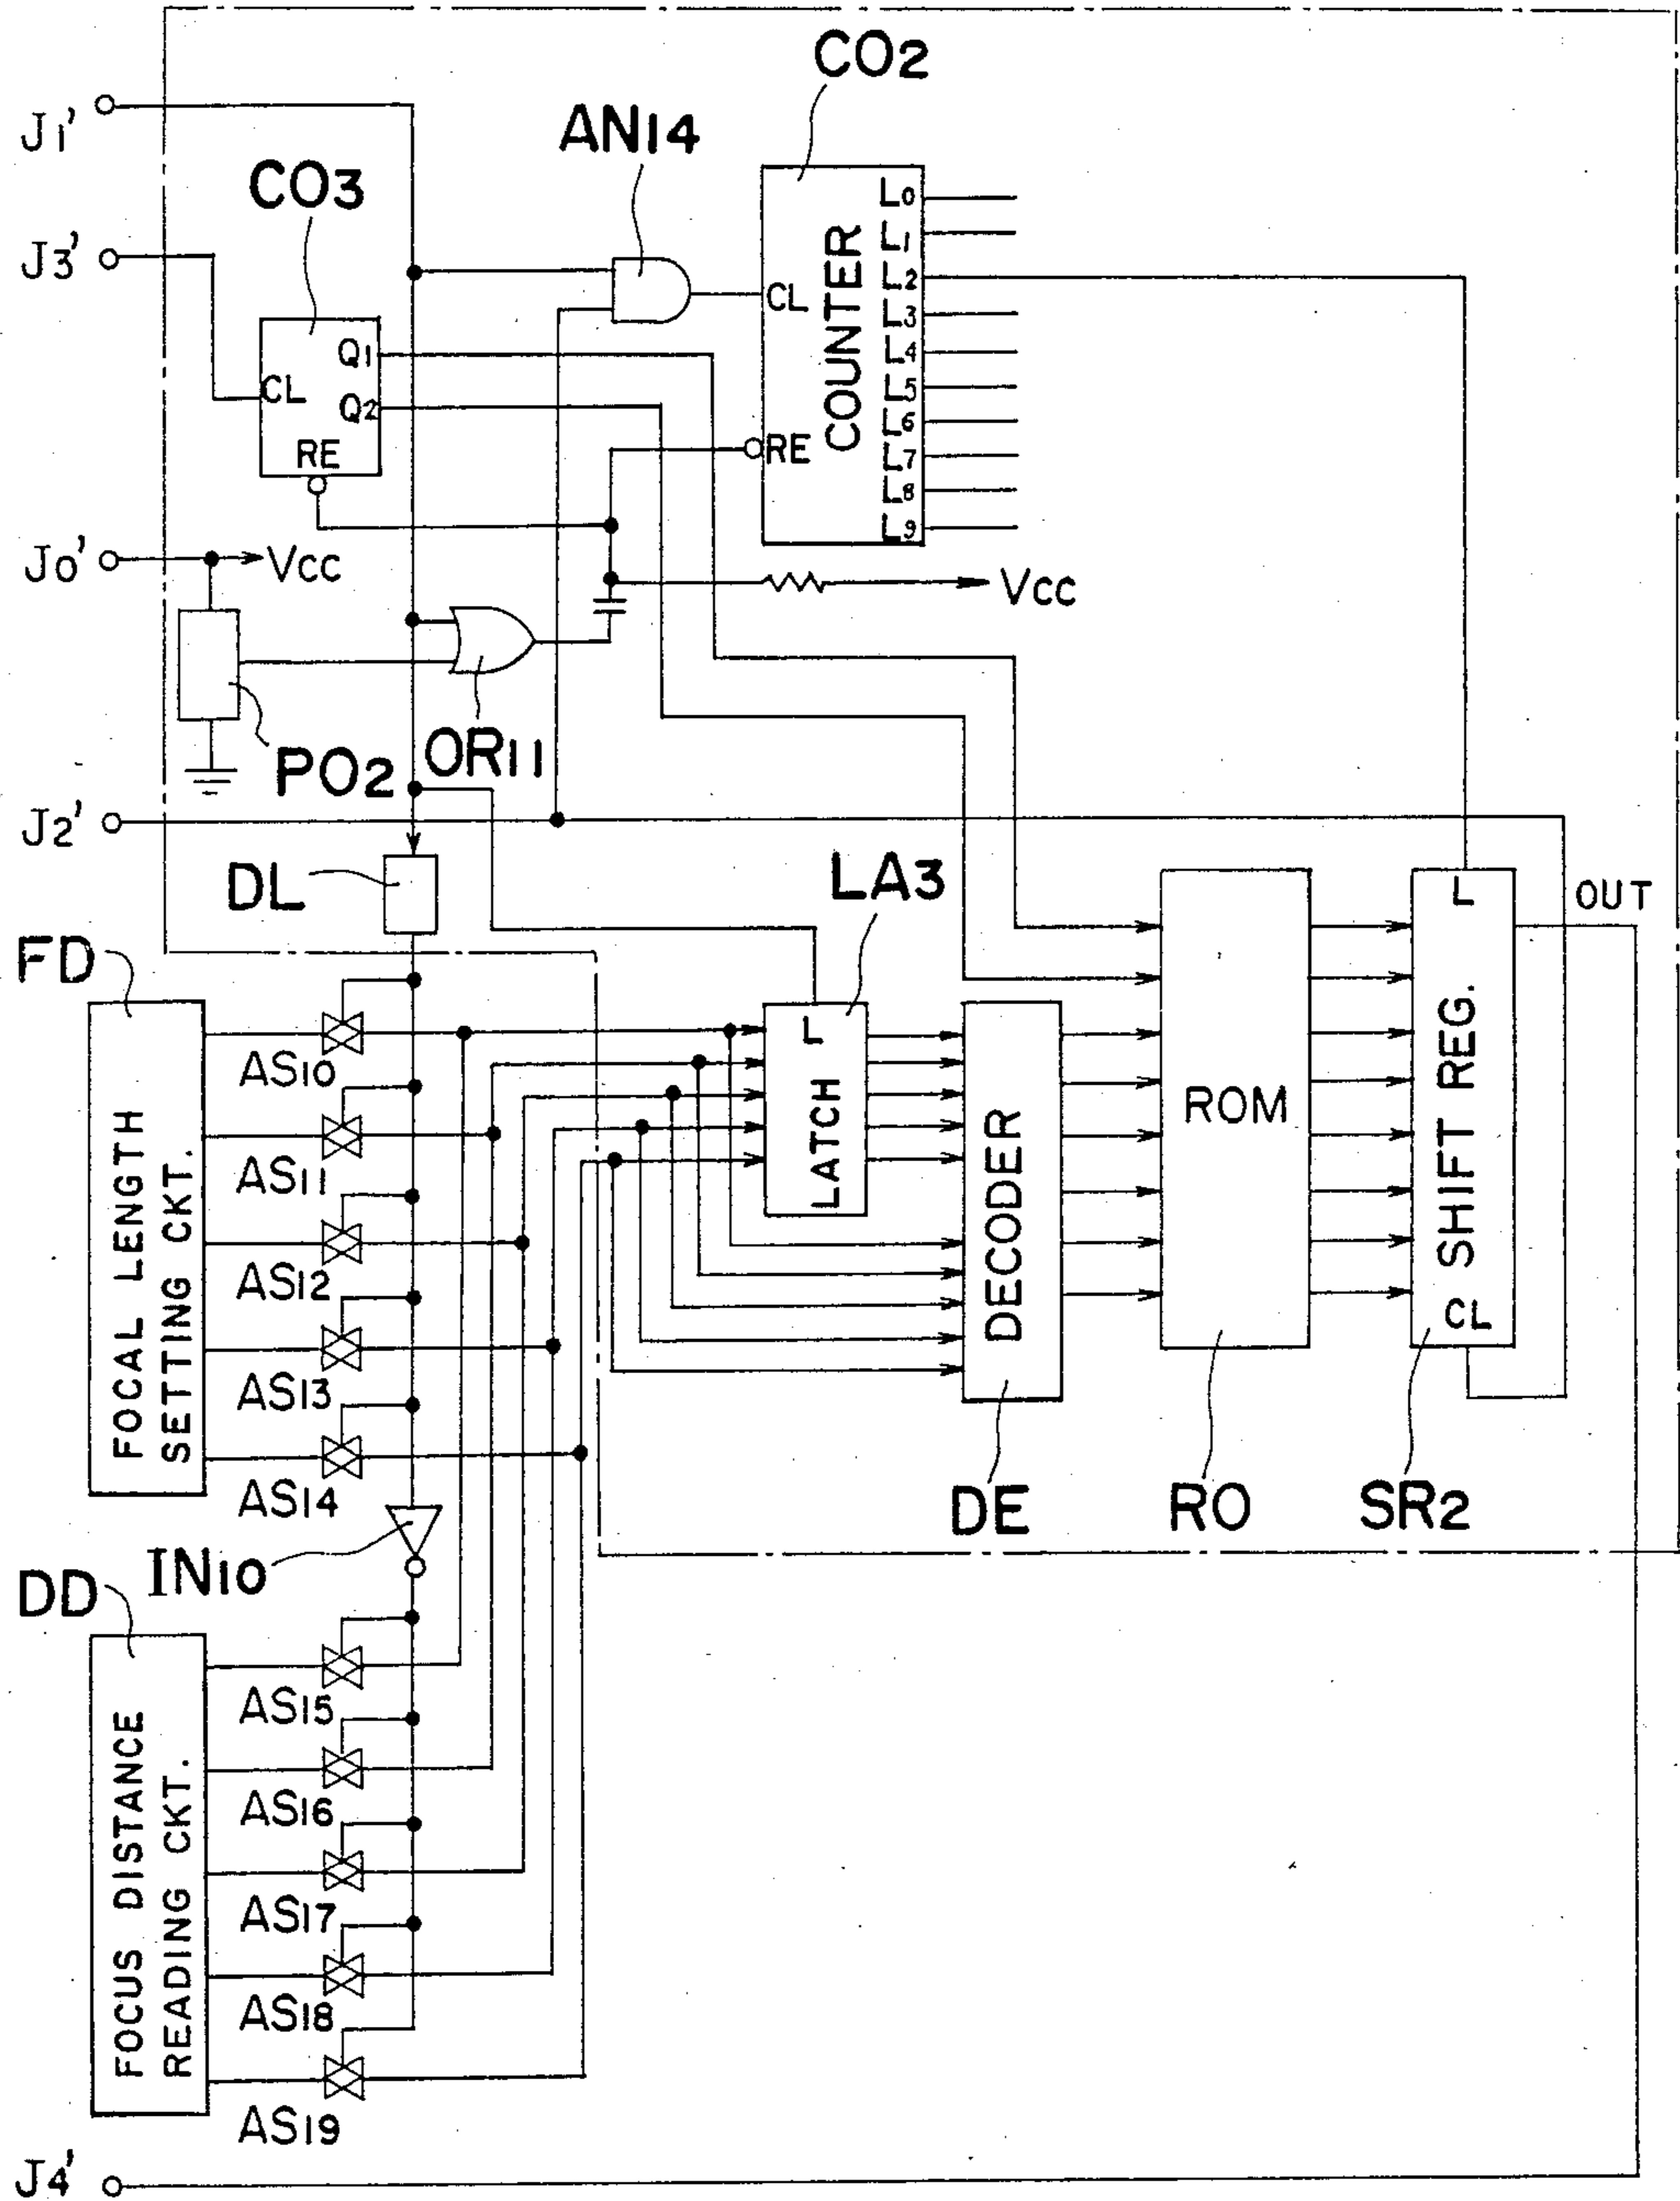 CO2
J1'
AN14
CO3
L0
L1
L2
L3
L4
L5
L6
L7
L8
L9
COUNTER
CL
RE
J3'
Q1
CL
Q2
RE
J0'
Vcc
Vcc
OR11
PO2
J2'
DL
LA3
OUT
FD
L
LATCH
L
SHIFT REG.
CL
ROM
DECODER
FOCAL LENGTH
SETTING CKT.
AS10
AS11
AS12
AS13
AS14
DE
RO
SR2
IN10
DD
FOCUS DISTANCE
READING CKT.
AS15
AS16
AS17
AS18
AS19
J4'